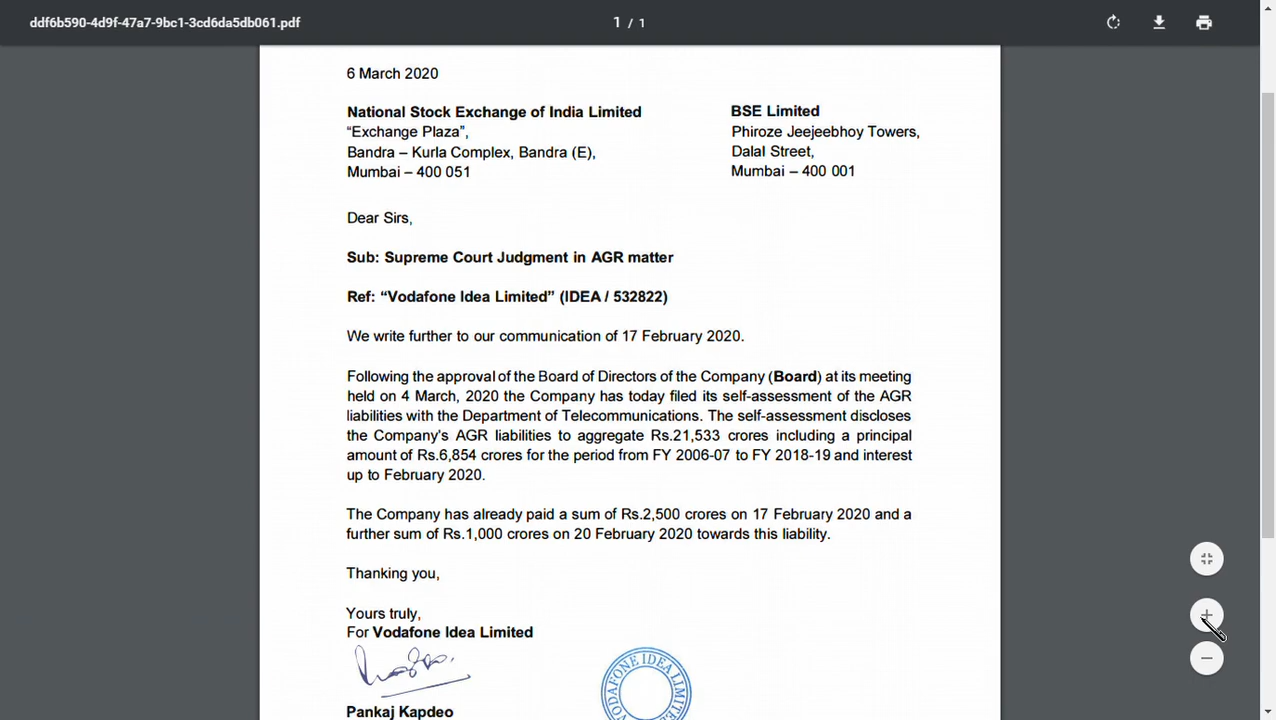 ddf6b590-4d9f-47a7-9bc1-3cd6da5db061.pdf
1 / 1
6 March 2020
National Stock Exchange of India Limited
“Exchange Plaza”,
Bandra – Kurla Complex, Bandra (E),
Mumbai – 400 051
BSE Limited
Phiroze Jeejeebhoy Towers,
Dalal Street,
Mumbai – 400 001
Dear Sirs,
Sub: Supreme Court Judgment in AGR matter
Ref: “Vodafone Idea Limited” (IDEA / 532822)
We write further to our communication of 17 February 2020.
Following the approval of the Board of Directors of the Company (Board) at its meeting
held on 4 March, 2020 the Company has today filed its self-assessment of the AGR
liabilities with the Department of Telecommunications. The self-assessment discloses
the Company's AGR liabilities to aggregate Rs.21,533 crores including a principal
amount of Rs.6,854 crores for the period from FY 2006-07 to FY 2018-19 and interest
up to February 2020.
The Company has already paid a sum of Rs.2,500 crores on 17 February 2020 and a
further sum of Rs.1,000 crores on 20 February 2020 towards this liability.
Thanking you,
Yours truly,
For Vodafone Idea Limited
VODAFONE IDEA LIMITED
Pankaj Kapdeo